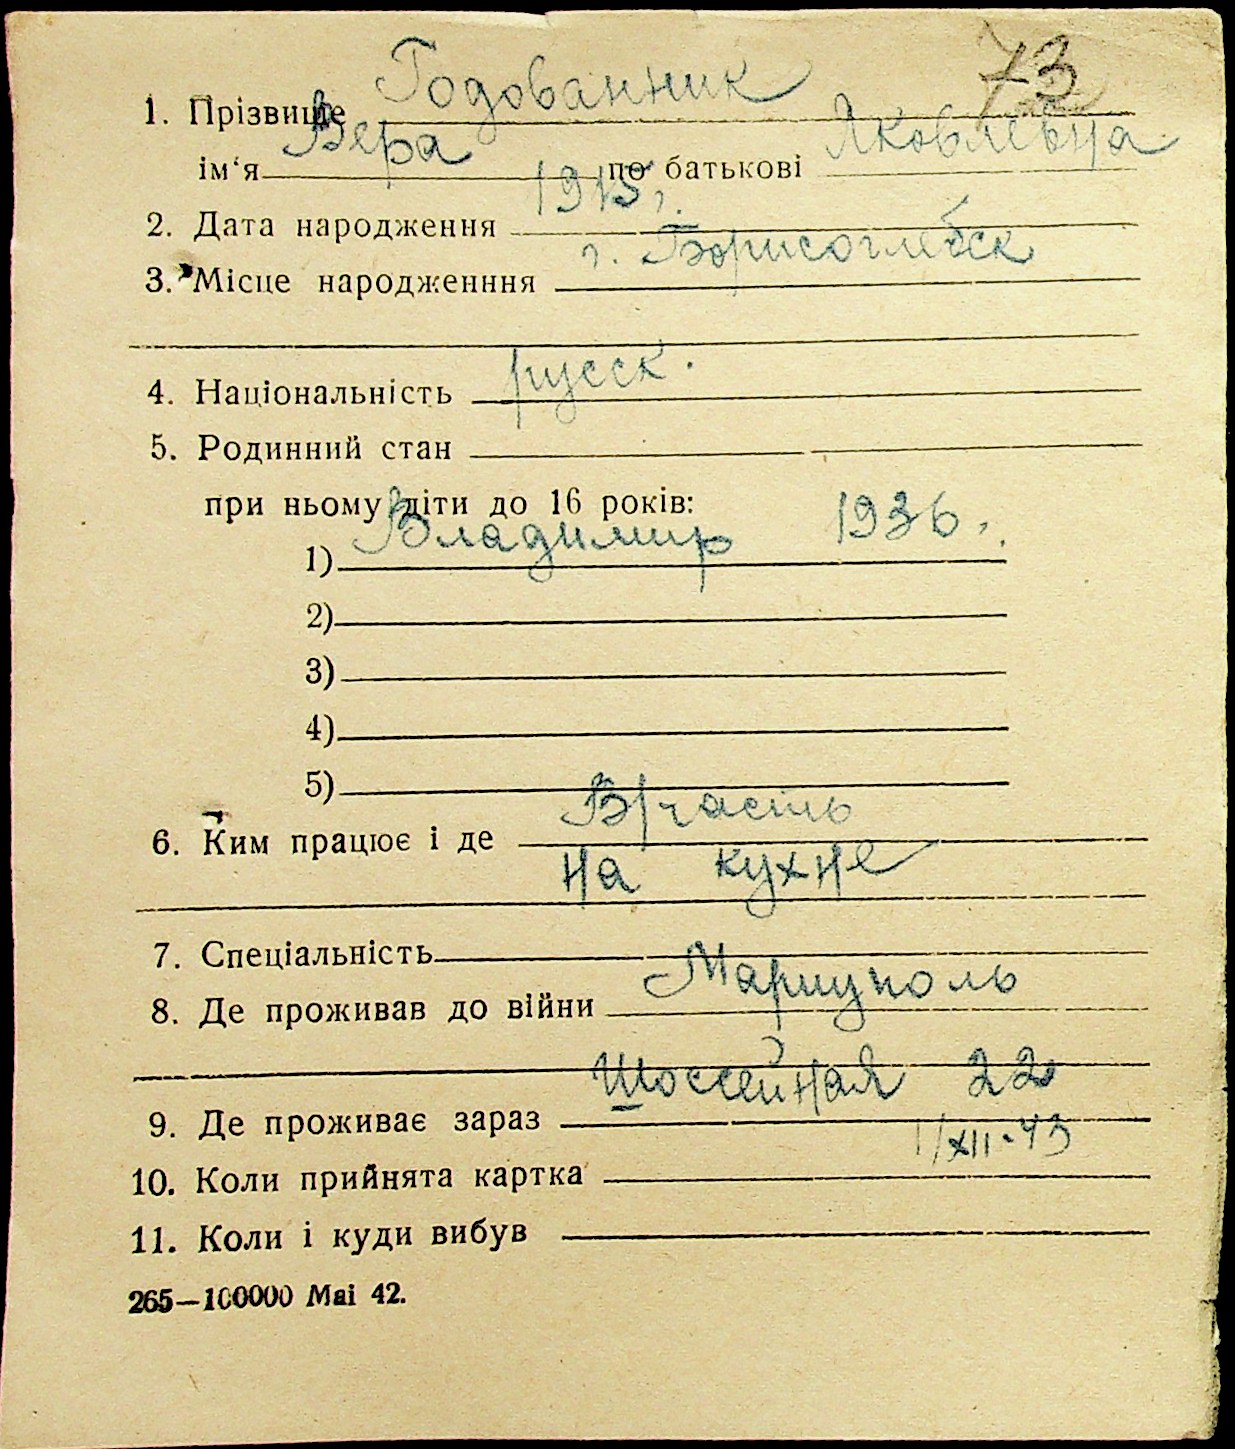 73
1. Прізвище Годованник
ім‘я Вера по батькові Яковлевна
2. Дата народження 1915 г.
3. Місце народженння г. Борисоглебск
4. Національність русск.
5. Родинний стан
при ньому діти до 16 років:
1) Владимир 1936.
2)
3)
4)
5)
6. Ким працює і де В/часть
на кухне
7. Спеціальність
8. Де проживав до війни Мариуполь
9. Де проживає зараз Шоссейная 22
10. Коли прийнята картка 1/XII-43
11. Коли і куди вибув
265—100000 Маі 42.